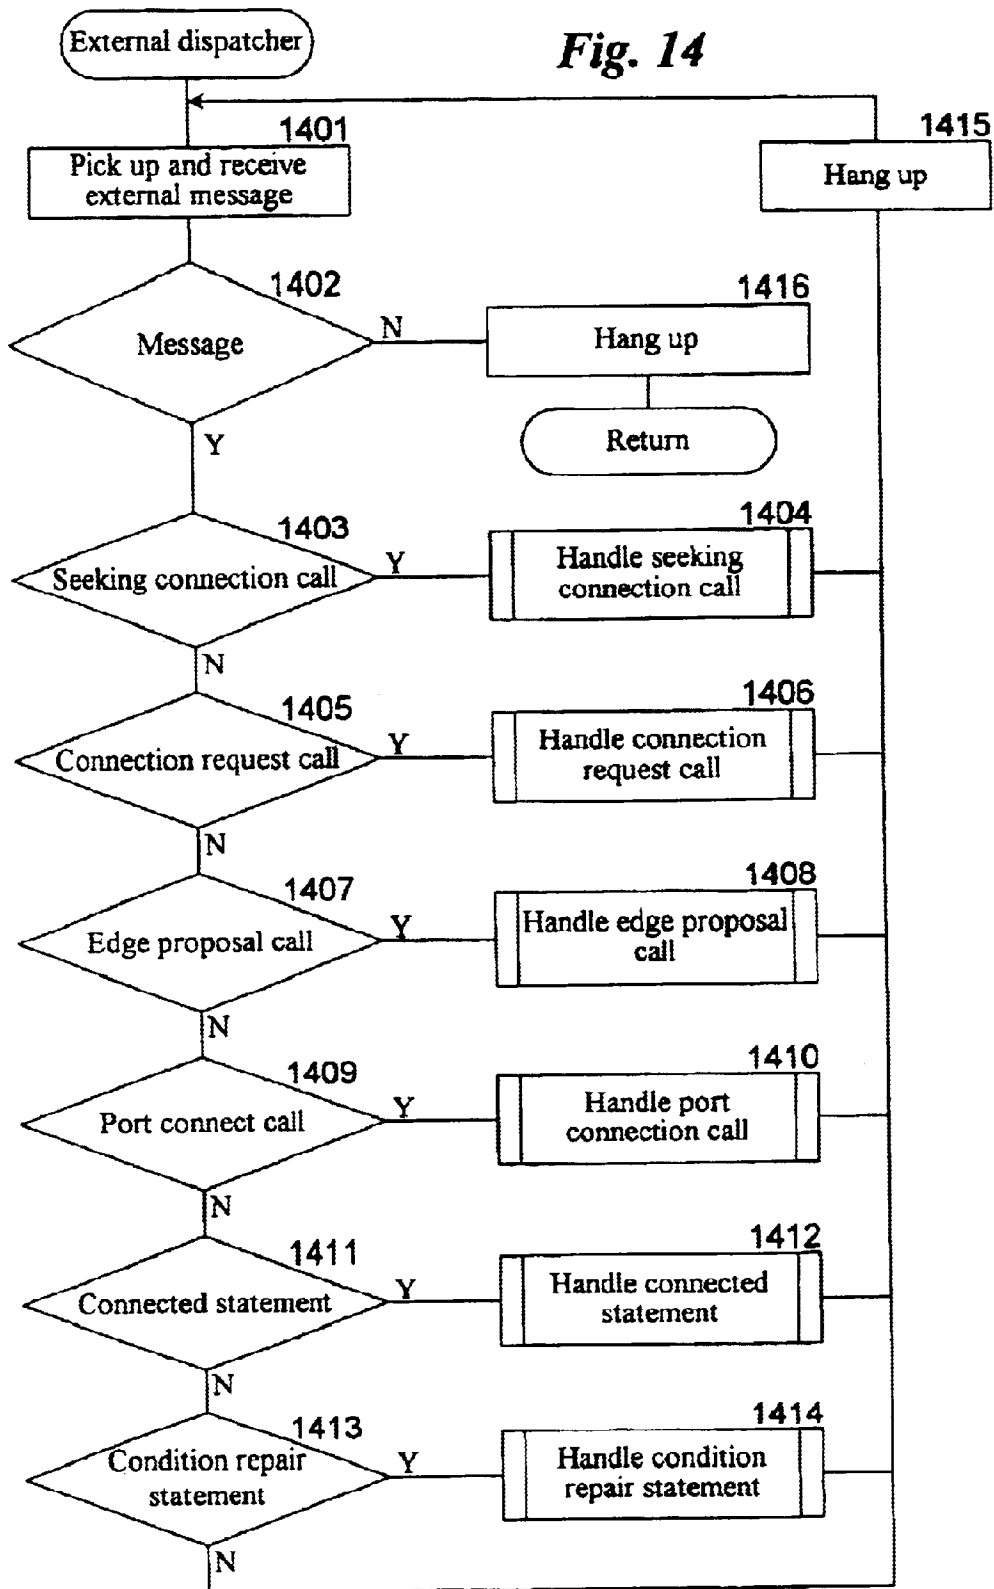 External dispatcher
Fig. 14
1401
Pick up and receive
external message
1415
Hang up
1402
Message
N
1416
Hang up
Return
Y
1403
Seeking connection call
Y
1404
Handle seeking
connection call
N
1405
Connection request call
Y
1406
Handle connection
request call
N
1407
Edge proposal call
Y
1408
Handle edge proposal
call
N
1409
Port connect call
Y
1410
Handle port
connection call
N
1411
Connected statement
Y
1412
Handle connected
statement
N
1413
Condition repair
statement
Y
1414
Handle condition
repair statement
N